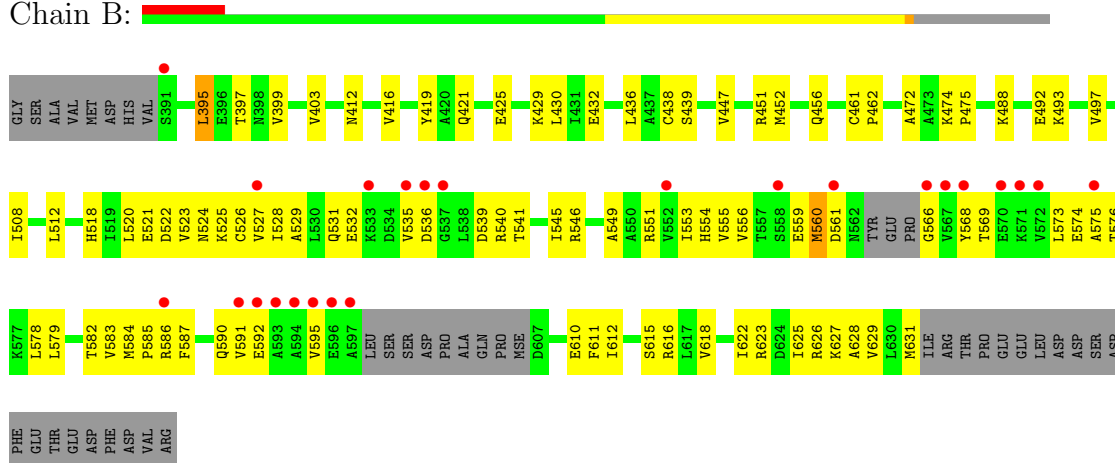 Chain B:
GLY SER ALA VAL MET ASP HIS VAL S391 L395 E396 T397 N398 V399 V403 N412 V416 Y419 A420 Q421 E425 K429 L430 I431 E432 L436 A437 C438 S439 V447 R451 M452 Q456 C461 P462 A472 A473 K474 P475 K488 E492 K493 V497
I508 L512 H518 I519 L520 E521 D522 V523 N524 K525 C526 V527 I528 A529 L530 Q531 E532 K533 D534 V535 D536 G537 L538 D539 R540 T541 I545 R546 A549 A550 R551 V552 I553 H554 V555 V556 T557 S558 E559 M560 D561 N562 TYR GLU PRO G566 V567 Y568 T569 E570 K571 V572 L573 E574 A575 T576
K577 L578 L579 T582 V583 M584 P585 R586 F587 Q590 V591 E592 A593 A594 V595 E596 A597 LEU SER SER ASP PRO ALA GLN PRO MSE D607 E610 F611 I612 S615 R616 L617 V618 I622 R623 D624 I625 R626 K627 A628 V629 L630 M631 ILE ARG THR PRO GLU GLU LEU ASP ASP SER ASP
PHE GLU THR GLU ASP PHE ASP VAL ARG